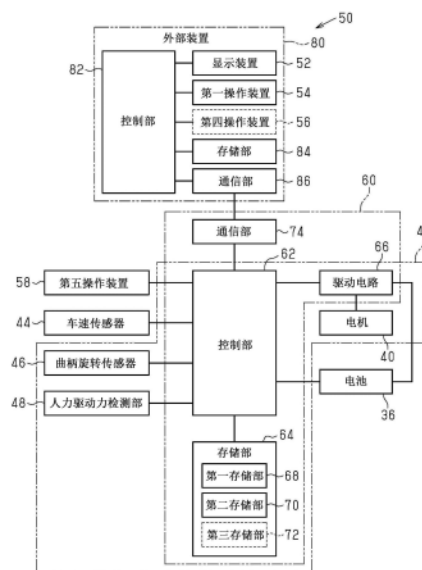 50
外部装置
80
82
控制部
显示装置
52
第一操作装置
54
第四操作装置
56
存储部
84
通信部
86
60
通信部
74
62
4
66
58
第五操作装置
驱动电路
44
车速传感器
控制部
电机
46
曲柄旋转传感器
40
电池
48
人力驱动力检测部
36
64
存储部
第一存储部
68
第二存储部
70
第三存储部
72